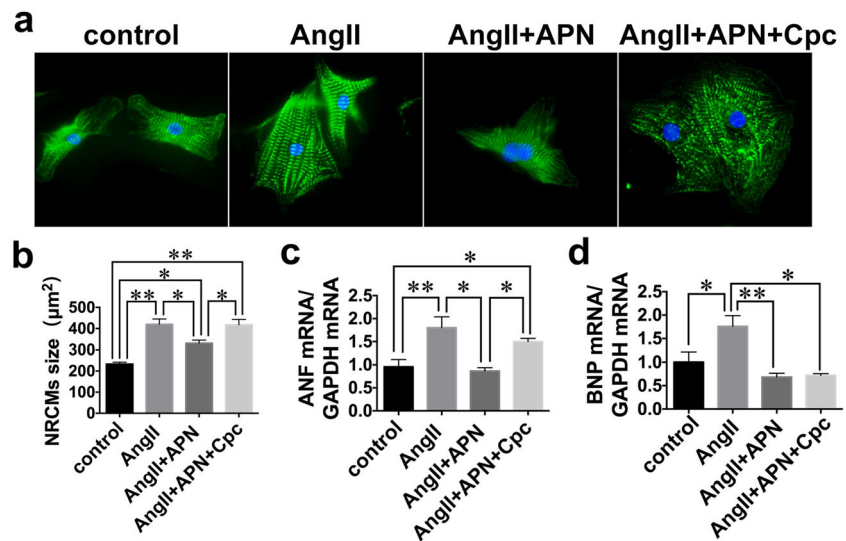 a
control AngII AngII+APN AngII+APN+Cpc
b
NRCMs size (μm²)
500
400
300
200
100
0
** * ** * *
control AngII AngII+APN AngII+APN+Cpc
c
ANF mRNA/
GAPDH mRNA
2.5
2.0
1.5
1.0
0.5
0.0
* ** * *
control AngII AngII+APN AngII+APN+Cpc
d
BNP mRNA/
GAPDH mRNA
2.5
2.0
1.5
1.0
0.5
0.0
* * **
control AngII AngII+APN AngII+APN+Cpc